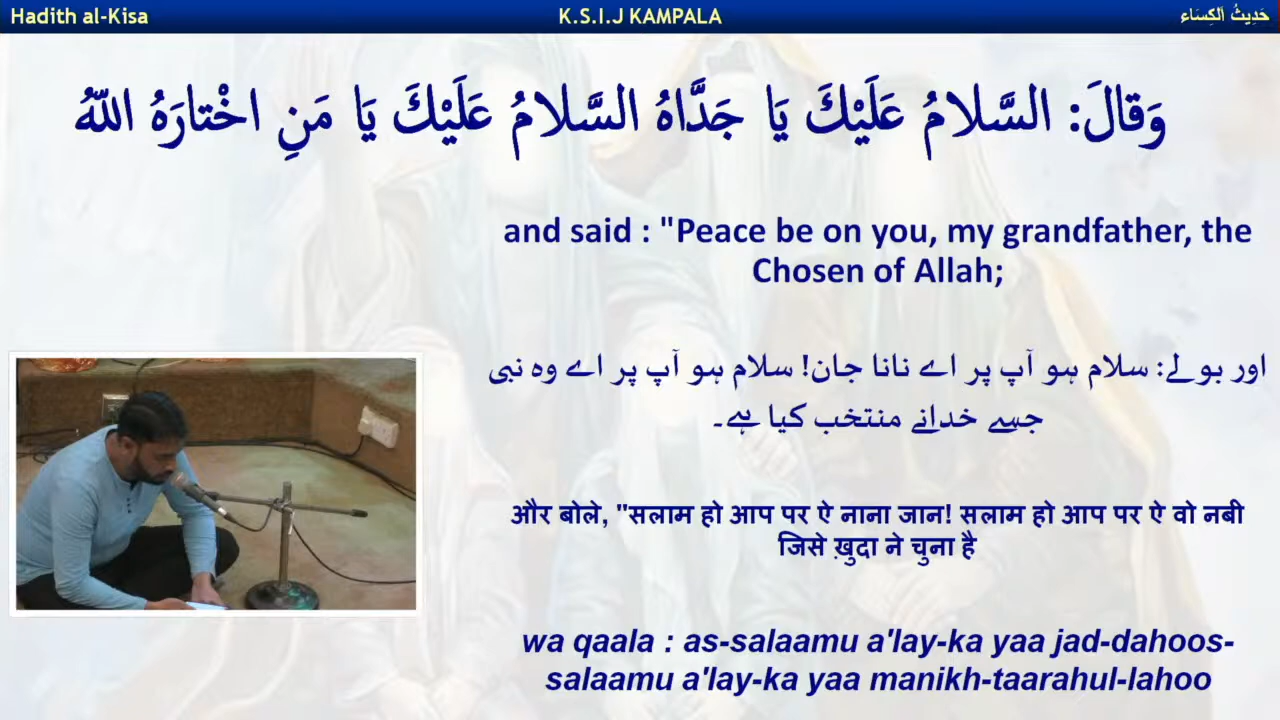 Hadith al-Kisa
K.S.I.J KAMPALA
حَدِيثُ اَلكِسَاء
وَقالَ: السَّلامُ عَلَيْكَ يَا جَدَّاهُ السَّلامُ عَلَيْكَ يَا مَنِ اخْتارَهُ اللّهُ
and said : "Peace be on you, my grandfather, the
Chosen of Allah;
اور بولے: سلام ہو آپ پر اے نانا جان! سلام ہو آپ پر اے وہ نبی
جسے خدانے منتخب کیا ہے۔
और बोले, "सलाम हो आप पर ऐ नाना जान! सलाम हो आप पर ऐ वो नबी
जिसे ख़ुदा ने चुना है
wa qaala : as-salaamu a'lay-ka yaa jad-dahoos-
salaamu a'lay-ka yaa manikh-taarahul-lahoo